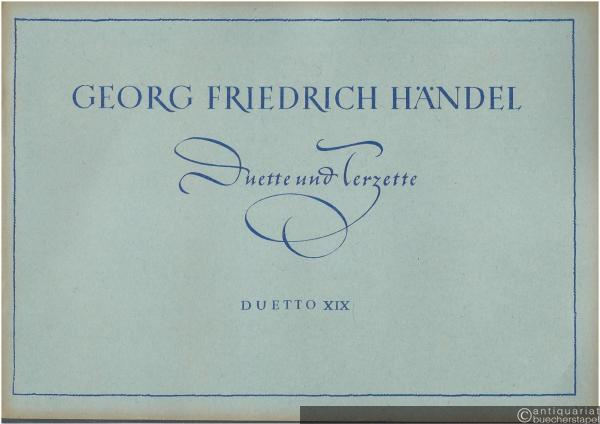 GEORG FRIEDRICH HÄNDEL
Duette und Terzette
DUETTO XIX
©antiquariat
buecherstapel